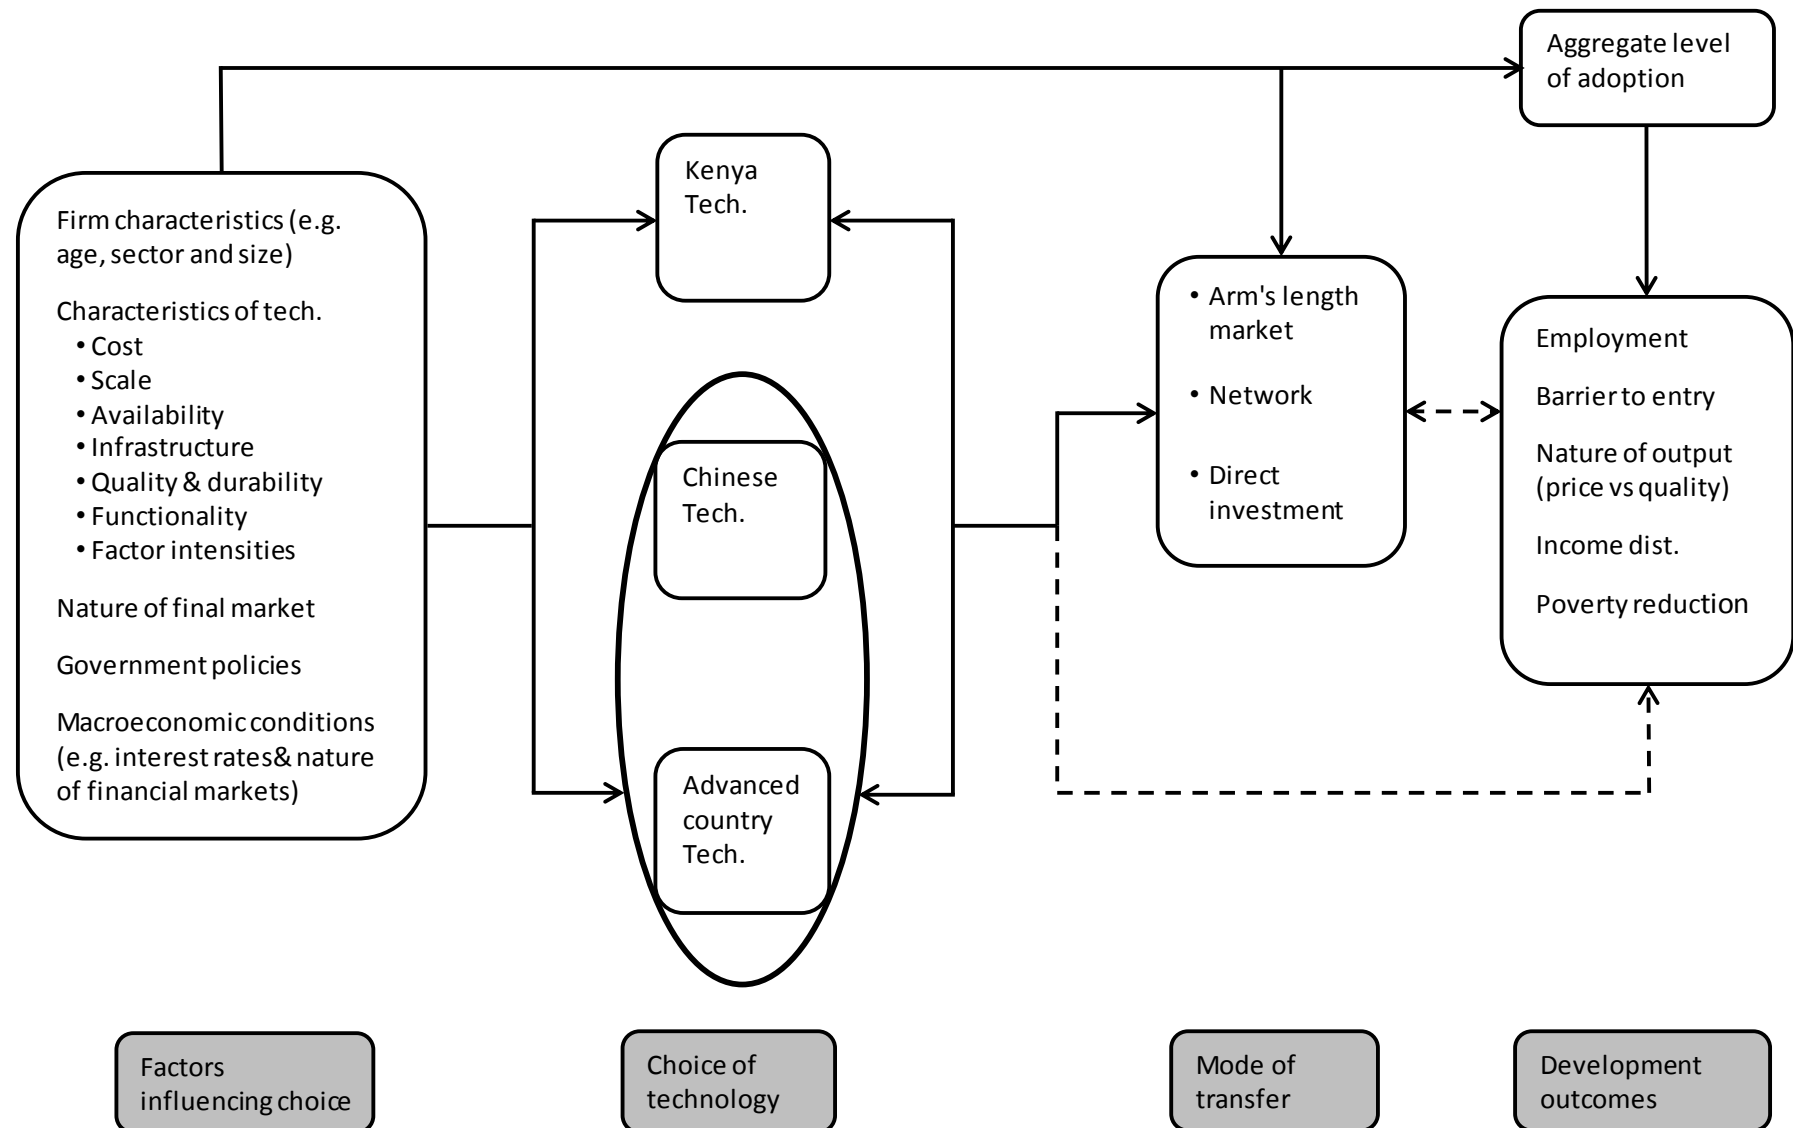 Aggregate level
of adoption
Kenya
Tech.
Firm characteristics (e.g.
age, sector and size)
Characteristics of tech.
• Cost
• Scale
• Availability
• Infrastructure
• Quality & durability
• Functionality
• Factor intensities
Nature of final market
Government policies
Macroeconomic conditions
(e.g. interest rates& nature
of financial markets)
Chinese
Tech.
Advanced
country
Tech.
• Arm's length
market
• Network
• Direct
investment
Employment
Barrier to entry
Nature of output
(price vs quality)
Income dist.
Poverty reduction
Factors
influencing choice
Choice of
technology
Mode of
transfer
Development
outcomes